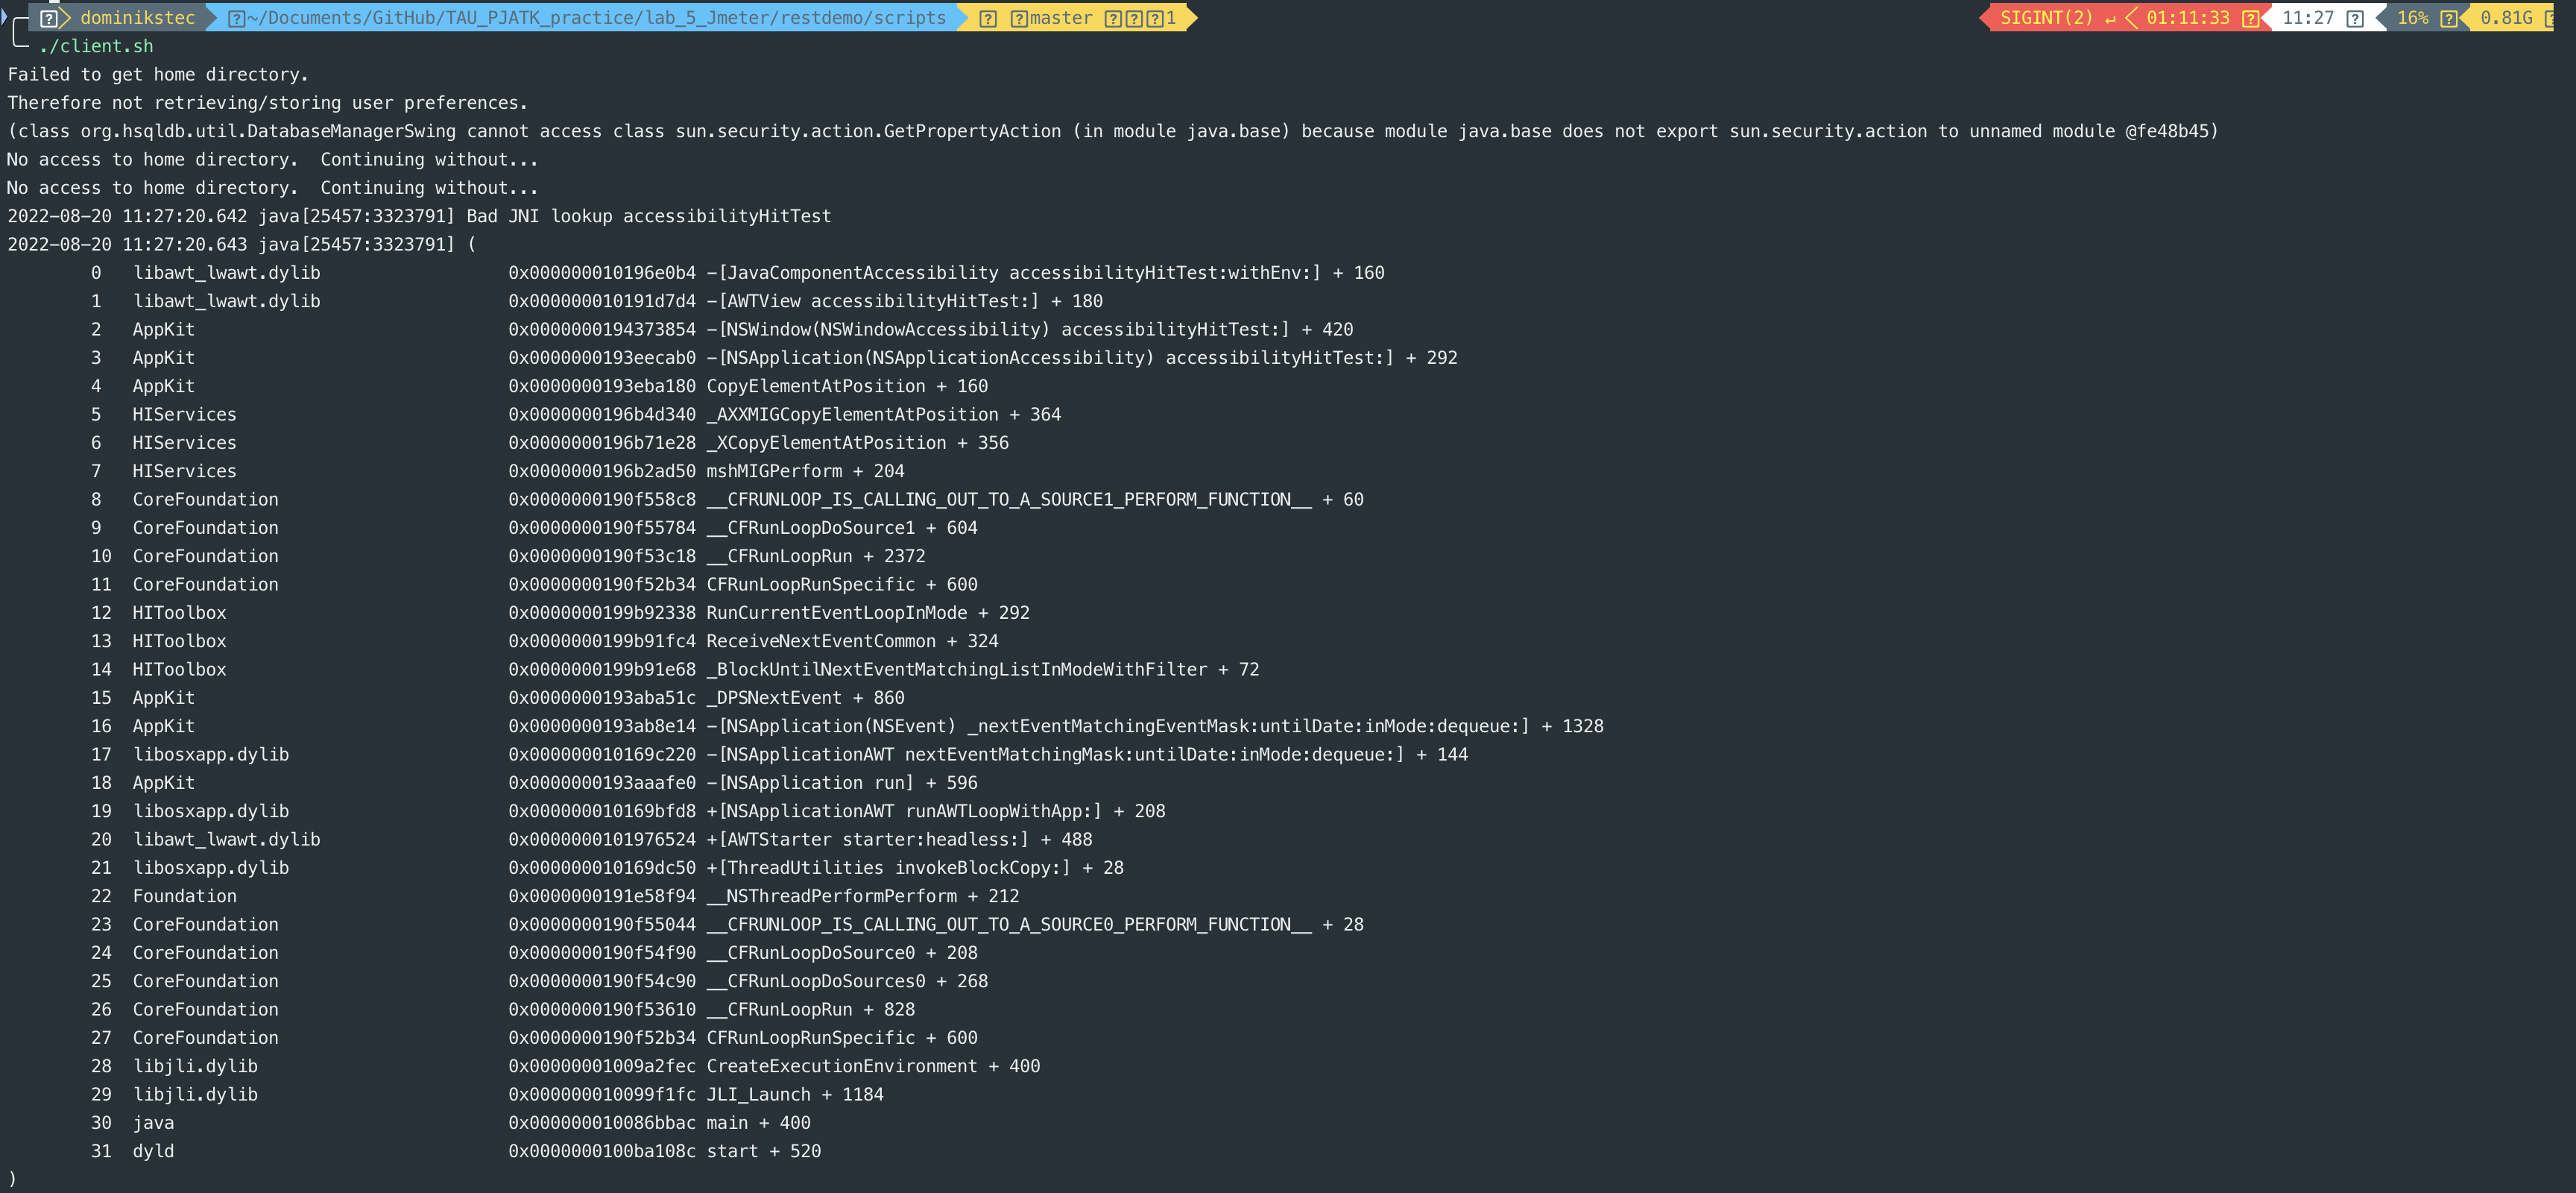 dominikstec ~/Documents/GitHub/TAU_PJATK_practice/lab_5_Jmeter/restdemo/scripts master 1 SIGINT(2) ↵ 01:11:33 11:27 16% 0.81G
./client.sh
Failed to get home directory.
Therefore not retrieving/storing user preferences.
(class org.hsqldb.util.DatabaseManagerSwing cannot access class sun.security.action.GetPropertyAction (in module java.base) because module java.base does not export sun.security.action to unnamed module @fe48b45)
No access to home directory.  Continuing without...
No access to home directory.  Continuing without...
2022-08-20 11:27:20.642 java[25457:3323791] Bad JNI lookup accessibilityHitTest
2022-08-20 11:27:20.643 java[25457:3323791] (
0   libawt_lwawt.dylib   0x000000010196e0b4 -[JavaComponentAccessibility accessibilityHitTest:withEnv:] + 160
1   libawt_lwawt.dylib   0x000000010191d7d4 -[AWTView accessibilityHitTest:] + 180
2   AppKit   0x0000000194373854 -[NSWindow(NSWindowAccessibility) accessibilityHitTest:] + 420
3   AppKit   0x0000000193eecab0 -[NSApplication(NSApplicationAccessibility) accessibilityHitTest:] + 292
4   AppKit   0x0000000193eba180 CopyElementAtPosition + 160
5   HIServices   0x0000000196b4d340 _AXXMIGCopyElementAtPosition + 364
6   HIServices   0x0000000196b71e28 _XCopyElementAtPosition + 356
7   HIServices   0x0000000196b2ad50 mshMIGPerform + 204
8   CoreFoundation   0x0000000190f558c8 __CFRUNLOOP_IS_CALLING_OUT_TO_A_SOURCE1_PERFORM_FUNCTION__ + 60
9   CoreFoundation   0x0000000190f55784 __CFRunLoopDoSource1 + 604
10  CoreFoundation   0x0000000190f53c18 __CFRunLoopRun + 2372
11  CoreFoundation   0x0000000190f52b34 CFRunLoopRunSpecific + 600
12  HIToolbox   0x0000000199b92338 RunCurrentEventLoopInMode + 292
13  HIToolbox   0x0000000199b91fc4 ReceiveNextEventCommon + 324
14  HIToolbox   0x0000000199b91e68 _BlockUntilNextEventMatchingListInModeWithFilter + 72
15  AppKit   0x0000000193aba51c _DPSNextEvent + 860
16  AppKit   0x0000000193ab8e14 -[NSApplication(NSEvent) _nextEventMatchingEventMask:untilDate:inMode:dequeue:] + 1328
17  libosxapp.dylib   0x000000010169c220 -[NSApplicationAWT nextEventMatchingMask:untilDate:inMode:dequeue:] + 144
18  AppKit   0x0000000193aaafe0 -[NSApplication run] + 596
19  libosxapp.dylib   0x000000010169bfd8 +[NSApplicationAWT runAWTLoopWithApp:] + 208
20  libawt_lwawt.dylib   0x0000000101976524 +[AWTStarter starter:headless:] + 488
21  libosxapp.dylib   0x000000010169dc50 +[ThreadUtilities invokeBlockCopy:] + 28
22  Foundation   0x0000000191e58f94 __NSThreadPerformPerform + 212
23  CoreFoundation   0x0000000190f55044 __CFRUNLOOP_IS_CALLING_OUT_TO_A_SOURCE0_PERFORM_FUNCTION__ + 28
24  CoreFoundation   0x0000000190f54f90 __CFRunLoopDoSource0 + 208
25  CoreFoundation   0x0000000190f54c90 __CFRunLoopDoSources0 + 268
26  CoreFoundation   0x0000000190f53610 __CFRunLoopRun + 828
27  CoreFoundation   0x0000000190f52b34 CFRunLoopRunSpecific + 600
28  libjli.dylib   0x00000001009a2fec CreateExecutionEnvironment + 400
29  libjli.dylib   0x000000010099f1fc JLI_Launch + 1184
30  java   0x000000010086bbac main + 400
31  dyld   0x0000000100ba108c start + 520
)